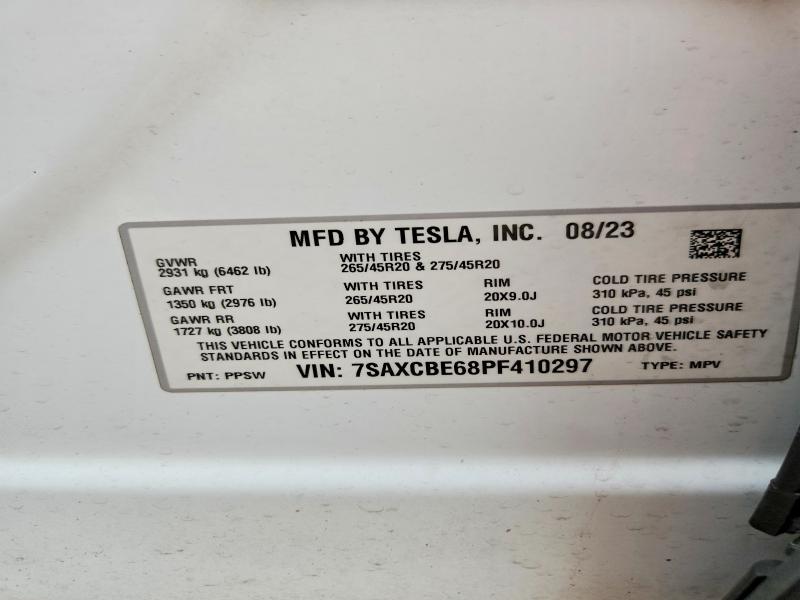 MFD BY TESLA, INC. 08/23
GVWR WITH TIRES
2931 kg (6462 lb) 265/45R20 & 275/45R20
GAWR FRT WITH TIRES RIM COLD TIRE PRESSURE
1350 kg (2976 lb) 265/45R20 20X9.0J 310 kPa, 45 psi
GAWR RR WITH TIRES RIM COLD TIRE PRESSURE
1727 kg (3808 lb) 275/45R20 20X10.0J 310 kPa, 45 psi
THIS VEHICLE CONFORMS TO ALL APPLICABLE U.S. FEDERAL MOTOR VEHICLE SAFETY
STANDARDS IN EFFECT ON THE DATE OF MANUFACTURE SHOWN ABOVE.
PNT: PPSW VIN: 7SAXCBE68PF410297 TYPE: MPV